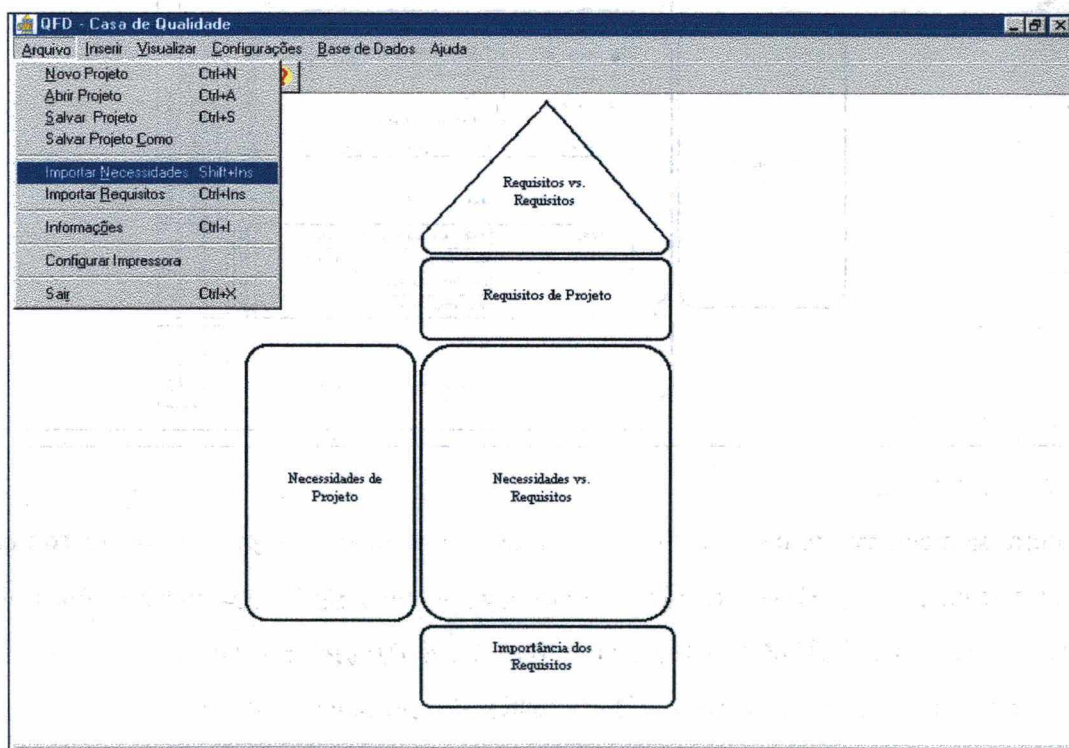 QFD - Casa de Qualidade
Arquivo Inserir Visualizar Configurações Base de Dados Ajuda
Novo Projeto Ctrl+N
Abrir Projeto Ctrl+A
Salvar Projeto Ctrl+S
Salvar Projeto Como
Importar Necessidades Shift+Ins
Importar Requisitos Ctrl+Ins
Informações Ctrl+I
Configurar Impressora
Sair Ctrl+X
Requisitos vs.
Requisitos
Requisitos de Projeto
Necessidades de
Projeto
Necessidades vs.
Requisitos
Importância dos
Requisitos